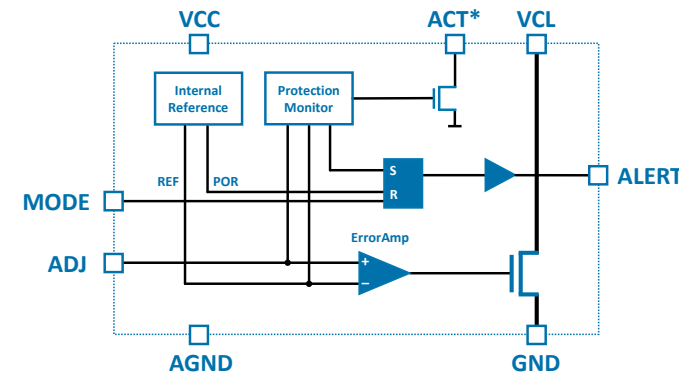 VCC
ACT*
VCL
Internal
Reference
Protection
Monitor
S
REF
POR
R
ALERT
MODE
ErrorAmp
ADJ
+
−
AGND
GND